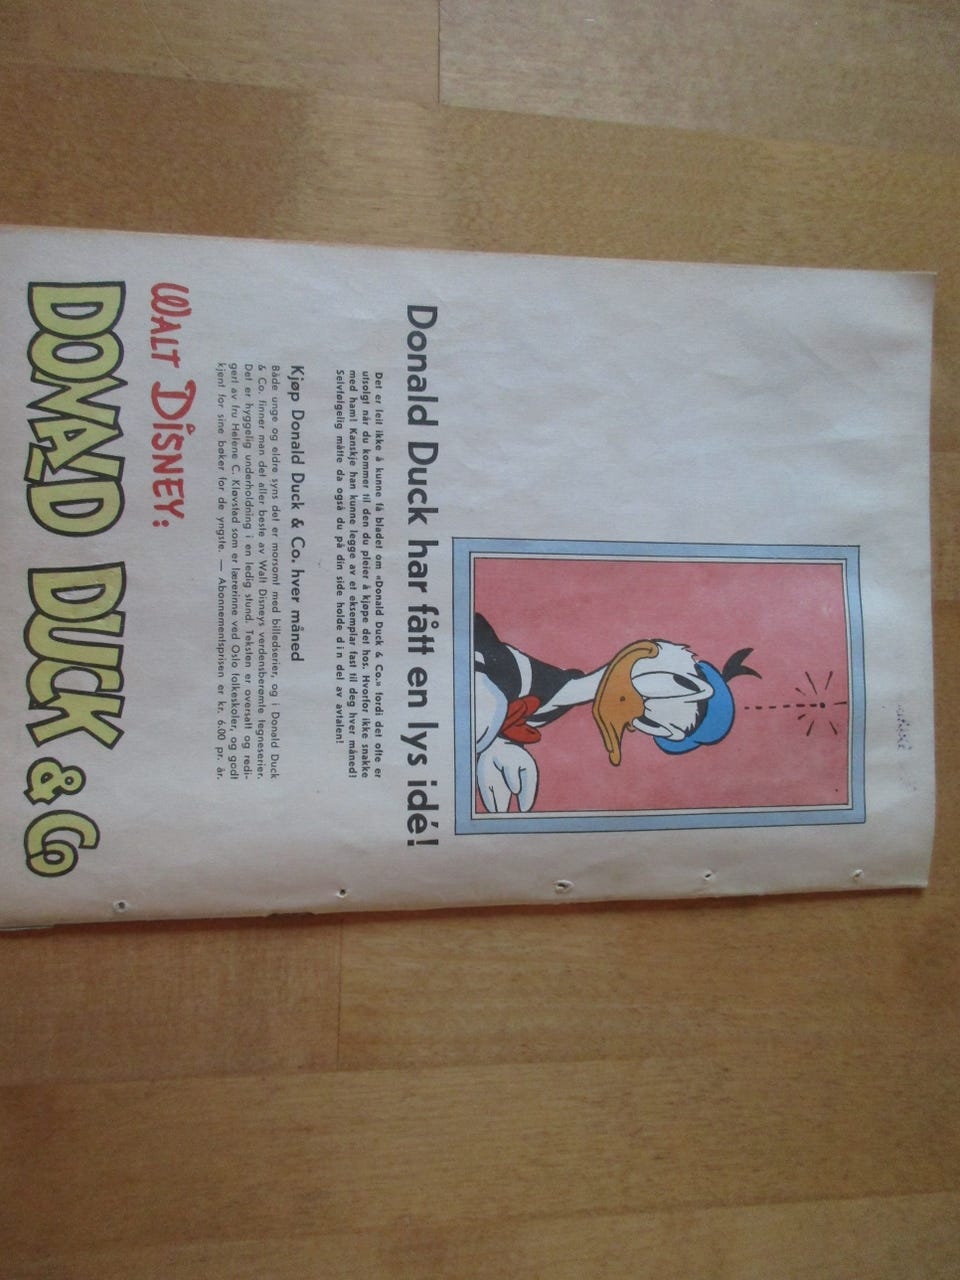 Donald Duck har fått en lys idé!
Det er leit ikke å kunne få bladet om «Donald Duck & Co.» fordi det ofte er
utsolgt når du kommer til den du pleier å kjøpe det hos. Hvorfor ikke snakke
med ham! Kanskje han kunne legge av et eksemplar fast til deg hver måned!
Selvfølgelig måtte da også du på din side holde din del av avtalen!
Kjøp Donald Duck & Co. hver måned
Både unge og eldre syns det er morsomt med billedserier, og i Donald Duck
& Co. finner man det aller beste av Walt Disneys verdensberømte tegneserier.
Det er hyggelig underholdning i en ledig stund. Teksten er oversatt og redi-
gert av fru Helene C. Kløvstad som er lærerinne ved Oslo folkeskoler, og godt
kjent for sine bøker for de yngste. — Abonnementsprisen er kr. 6.00 pr. år.
WALT DISNEY:
DONALD DUCK & Co